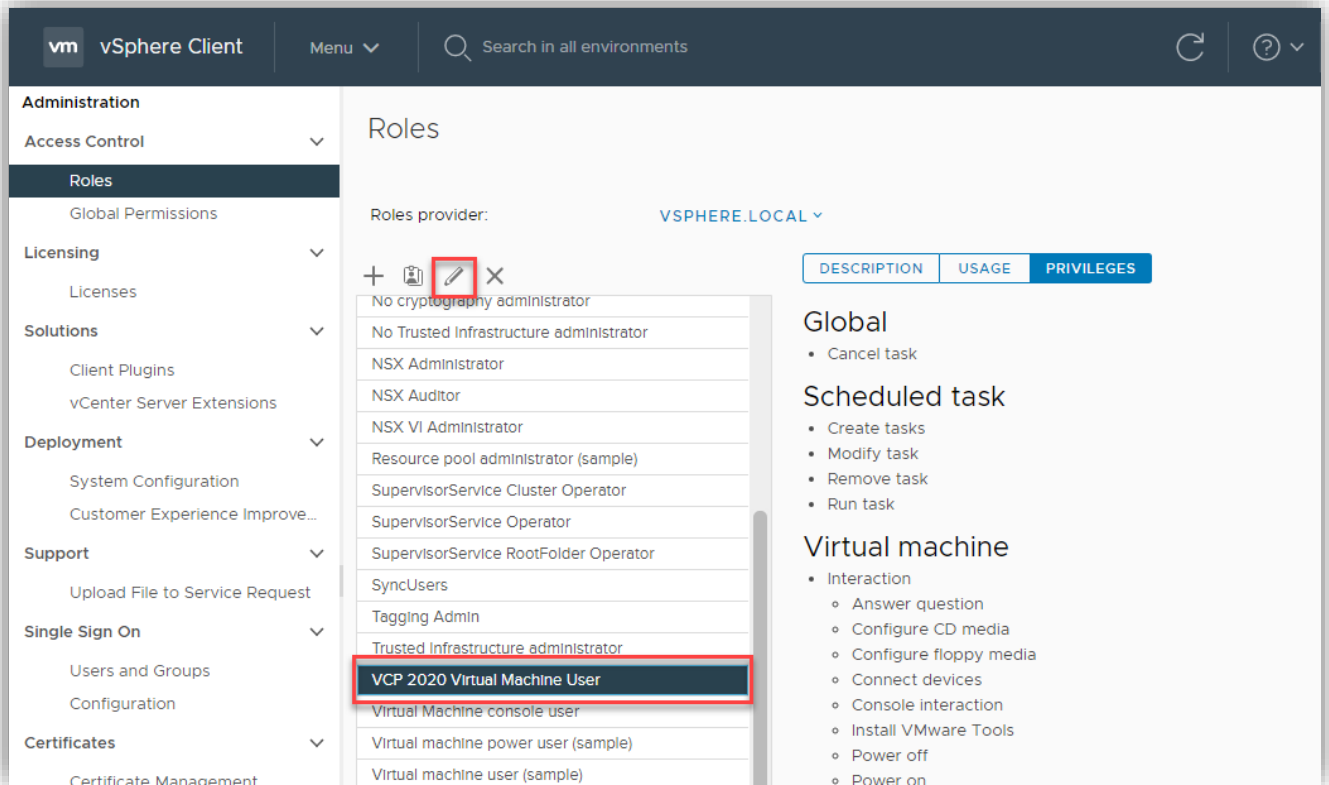 vm vSphere Client Menu Search in all environments
Administration
Access Control
Roles
Global Permissions
Licensing
Licenses
Solutions
Client Plugins
vCenter Server Extensions
Deployment
System Configuration
Customer Experience Improve...
Support
Upload File to Service Request
Single Sign On
Users and Groups
Configuration
Certificates
Certificate Management
Roles
Roles provider: VSPHERE.LOCAL
No cryptography administrator
No Trusted Infrastructure administrator
NSX Administrator
NSX Auditor
NSX VI Administrator
Resource pool administrator (sample)
SupervisorService Cluster Operator
SupervisorService Operator
SupervisorService RootFolder Operator
SyncUsers
Tagging Admin
Trusted Infrastructure administrator
VCP 2020 Virtual Machine User
Virtual Machine console user
Virtual machine power user (sample)
Virtual machine user (sample)
DESCRIPTION USAGE PRIVILEGES
Global
• Cancel task
Scheduled task
• Create tasks
• Modify task
• Remove task
• Run task
Virtual machine
• Interaction
◦ Answer question
◦ Configure CD media
◦ Configure floppy media
◦ Connect devices
◦ Console interaction
◦ Install VMware Tools
◦ Power off
◦ Power on